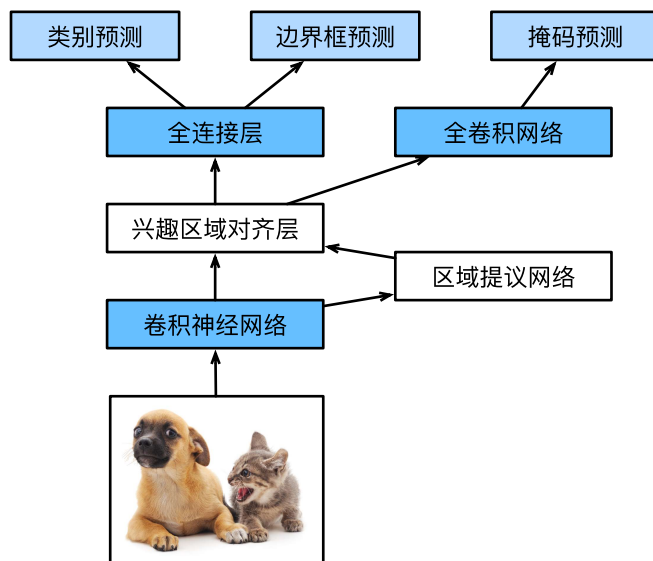 类别预测
边界框预测
掩码预测
全连接层
全卷积网络
兴趣区域对齐层
区域提议网络
卷积神经网络